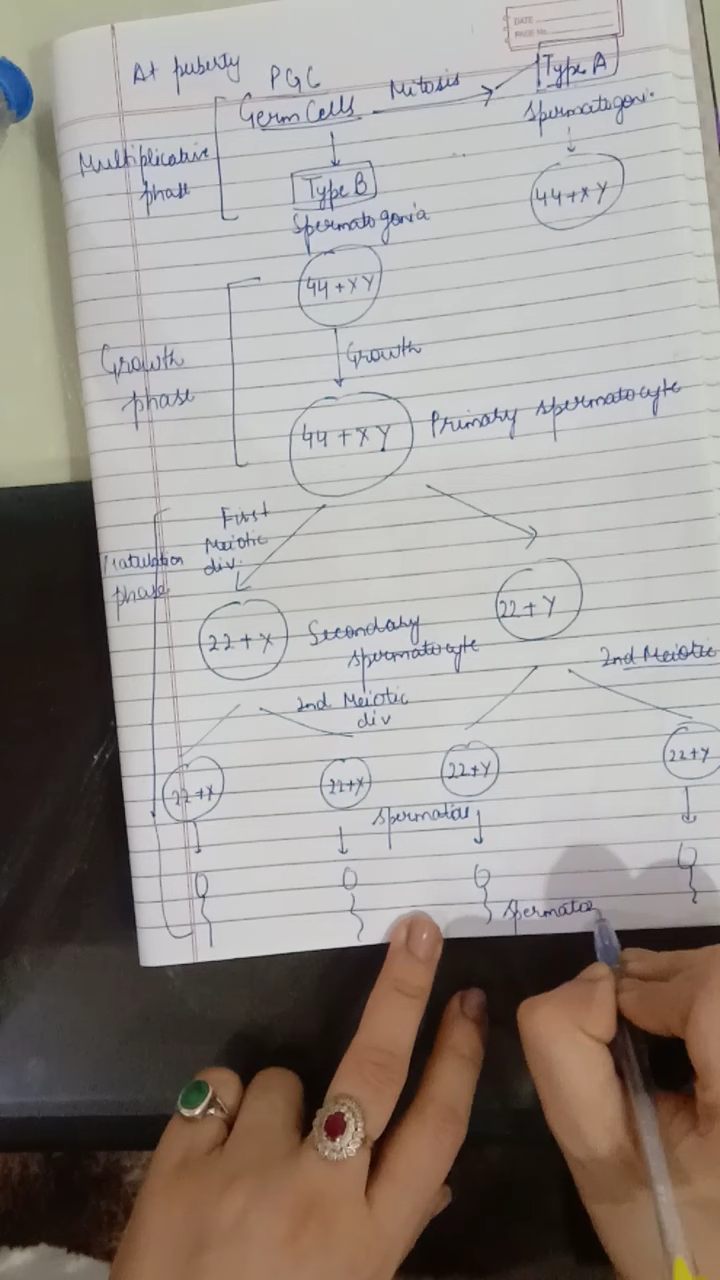 DATE
PAGE No.
At puberty
PGC
Germ Cells
Mitosis
Type A
Spermatogoni
44+XY
Multiplicative
phase
Type B
Spermatogonia
44+XY
Growth
phase
Growth
44+XY
Primary spermatocyte
First
Meiotic
div.
Maturation
phase
22+X
Secondary
spermatocyte
22+Y
2nd Meiotic
div
2nd Meiotic
22+X
22+X
22+Y
22+Y
Spermatoz